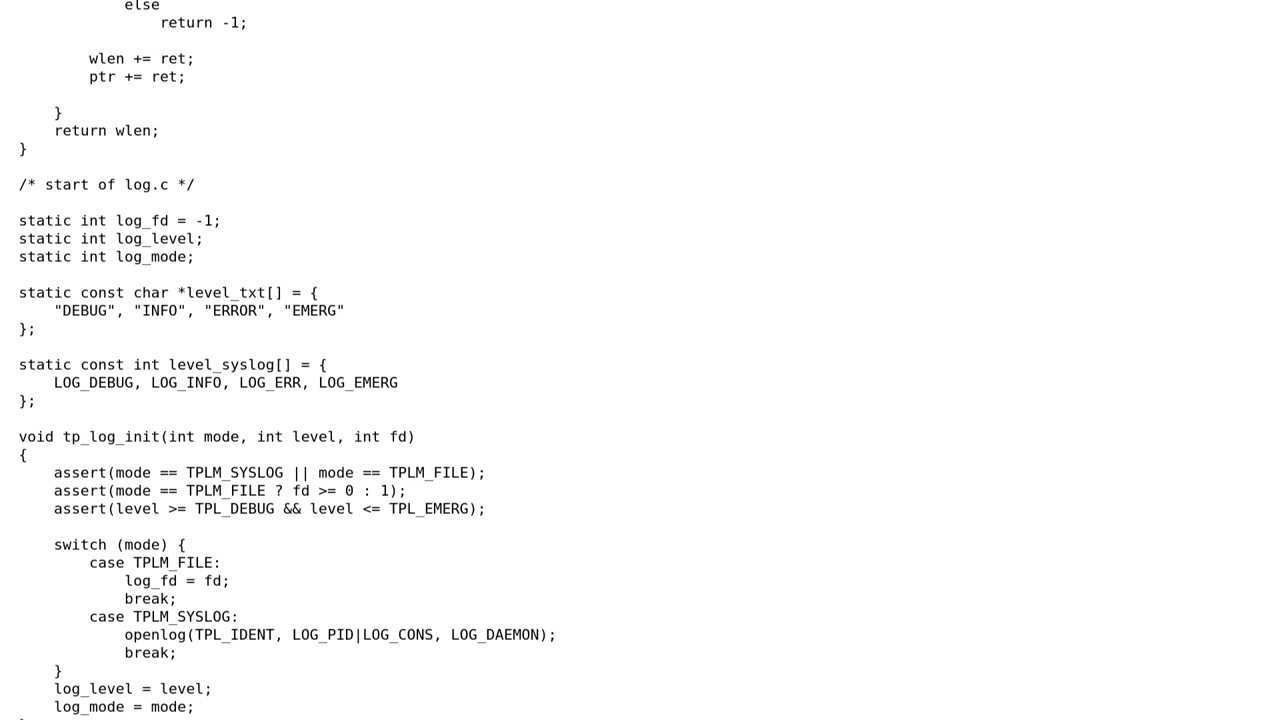 else
                return -1;

        wlen += ret;
        ptr += ret;

    }
    return wlen;
}

/* start of log.c */

static int log_fd = -1;
static int log_level;
static int log_mode;

static const char *level_txt[] = {
    "DEBUG", "INFO", "ERROR", "EMERG"
};

static const int level_syslog[] = {
    LOG_DEBUG, LOG_INFO, LOG_ERR, LOG_EMERG
};

void tp_log_init(int mode, int level, int fd)
{
    assert(mode == TPLM_SYSLOG || mode == TPLM_FILE);
    assert(mode == TPLM_FILE ? fd >= 0 : 1);
    assert(level >= TPL_DEBUG && level <= TPL_EMERG);

    switch (mode) {
        case TPLM_FILE:
            log_fd = fd;
            break;
        case TPLM_SYSLOG:
            openlog(TPL_IDENT, LOG_PID|LOG_CONS, LOG_DAEMON);
            break;
    }
    log_level = level;
    log_mode = mode;